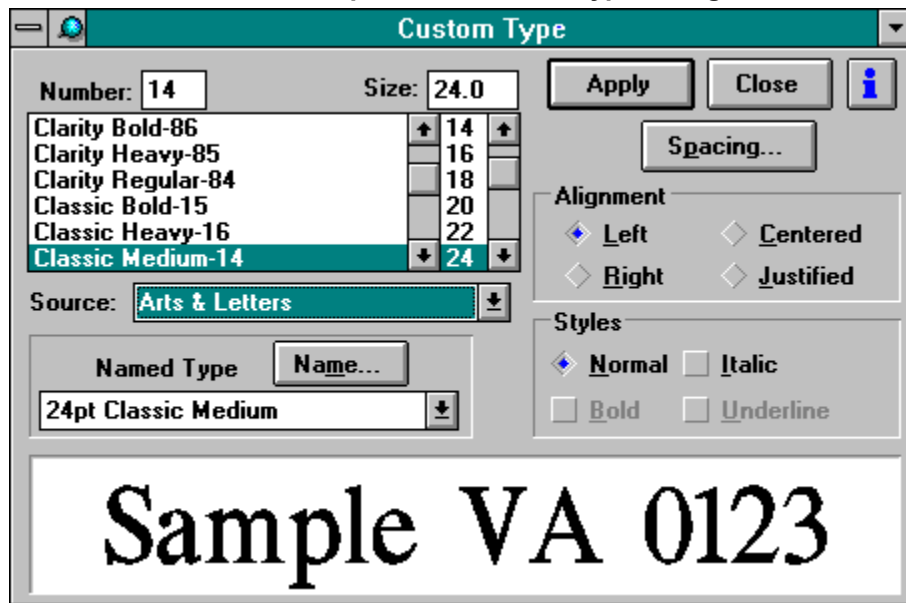 Custom Type
Number: 14
Size: 24.0
Apply
Close
i
Clarity Bold-86
Clarity Heavy-85
Clarity Regular-84
Classic Bold-15
Classic Heavy-16
Classic Medium-14
14
16
18
20
22
24
Spacing...
Alignment
Left
Centered
Right
Justified
Source: Arts & Letters
Named Type
Name...
24pt Classic Medium
Styles
Normal
Italic
Bold
Underline
Sample VA 0123